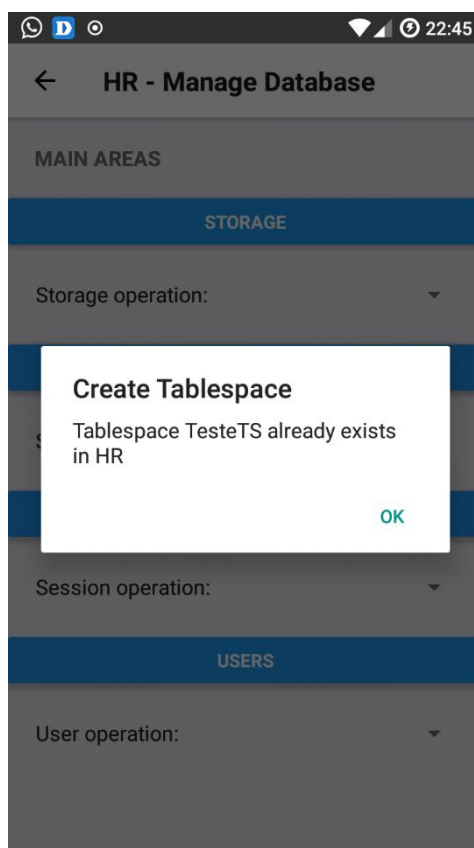 D
22:45
HR - Manage Database
MAIN AREAS
STORAGE
Storage operation:
Create Tablespace
Tablespace TesteTS already exists
in HR
OK
Session operation:
USERS
User operation: